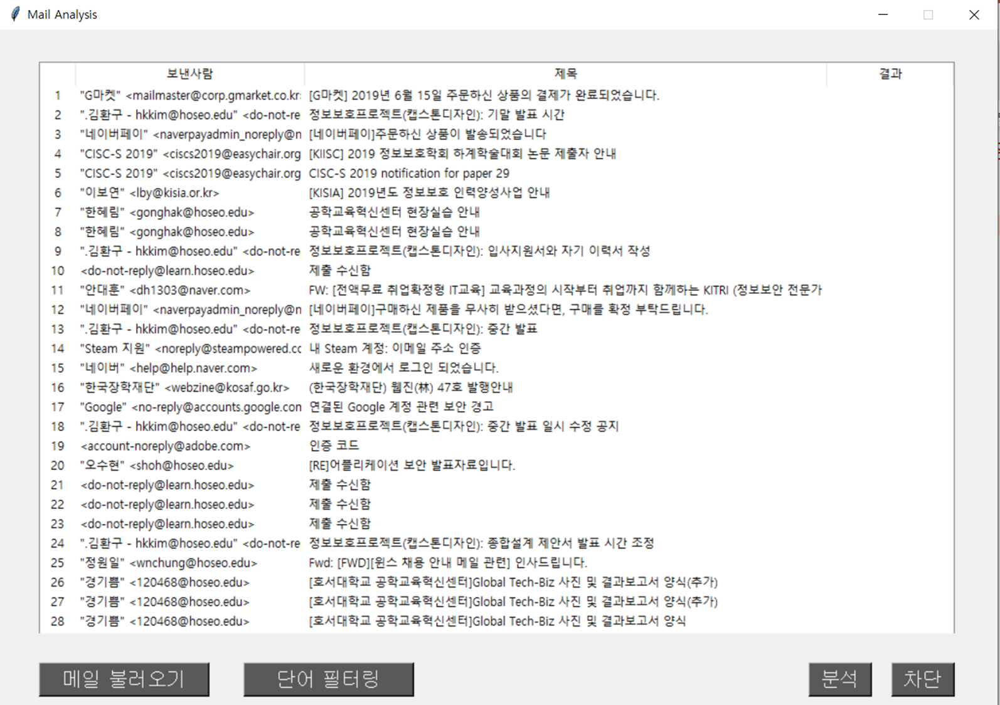 Mail Analysis
보낸사람 제목 결과
1 "G마켓" <mailmaster@corp.gmarket.co.kr [G마켓] 2019년 6월 15일 주문하신 상품의 결제가 완료되었습니다.
2 ".김환구 - hkkim@hoseo.edu" <do-not-re 정보보호프로젝트(캡스톤디자인): 기말 발표 시간
3 "네이버페이" <naverpayadmin_noreply@n [네이버페이]주문하신 상품이 발송되었습니다
4 "CISC-S 2019" <ciscs2019@easychair.org [KIISC] 2019 정보보호학회 하계학술대회 논문 제출자 안내
5 "CISC-S 2019" <ciscs2019@easychair.org CISC-S 2019 notification for paper 29
6 "이보연" <lby@kisia.or.kr> [KISIA] 2019년도 정보보호 인력양성사업 안내
7 "한혜림" <gonghak@hoseo.edu> 공학교육혁신센터 현장실습 안내
8 "한혜림" <gonghak@hoseo.edu> 공학교육혁신센터 현장실습 안내
9 ".김환구 - hkkim@hoseo.edu" <do-not-re 정보보호프로젝트(캡스톤디자인): 입사지원서와 자기 이력서 작성
10 <do-not-reply@learn.hoseo.edu> 제출 수신함
11 "안대훈" <dh1303@naver.com> FW: [전액무료 취업확정형 IT교육] 교육과정의 시작부터 취업까지 함께하는 KITRI (정보보안 전문가
12 "네이버페이" <naverpayadmin_noreply@n [네이버페이]구매하신 제품을 무사히 받으셨다면, 구매를 확정 부탁드립니다.
13 ".김환구 - hkkim@hoseo.edu" <do-not-re 정보보호프로젝트(캡스톤디자인): 중간 발표
14 "Steam 지원" <noreply@steampowered.cc 내 Steam 계정: 이메일 주소 인증
15 "네이버" <help@help.naver.com> 새로운 환경에서 로그인 되었습니다.
16 "한국장학재단" <webzine@kosaf.go.kr> (한국장학재단) 웹진(林) 47호 발행안내
17 "Google" <no-reply@accounts.google.con 연결된 Google 계정 관련 보안 경고
18 ".김환구 - hkkim@hoseo.edu" <do-not-re 정보보호프로젝트(캡스톤디자인): 중간 발표 일시 수정 공지
19 <account-noreply@adobe.com> 인증 코드
20 "오수현" <shoh@hoseo.edu> [RE]어플리케이션 보안 발표자료입니다.
21 <do-not-reply@learn.hoseo.edu> 제출 수신함
22 <do-not-reply@learn.hoseo.edu> 제출 수신함
23 <do-not-reply@learn.hoseo.edu> 제출 수신함
24 ".김환구 - hkkim@hoseo.edu" <do-not-re 정보보호프로젝트(캡스톤디자인): 종합설계 제안서 발표 시간 조정
25 "정원일" <wnchung@hoseo.edu> Fwd: [FWD][윈스 채용 안내 메일 관련] 인사드립니다.
26 "경기쁨" <120468@hoseo.edu> [호서대학교 공학교육혁신센터]Global Tech-Biz 사진 및 결과보고서 양식(추가)
27 "경기쁨" <120468@hoseo.edu> [호서대학교 공학교육혁신센터]Global Tech-Biz 사진 및 결과보고서 양식(추가)
28 "경기쁨" <120468@hoseo.edu> [호서대학교 공학교육혁신센터]Global Tech-Biz 사진 및 결과보고서 양식
메일 불러오기 단어 필터링 분석 차단